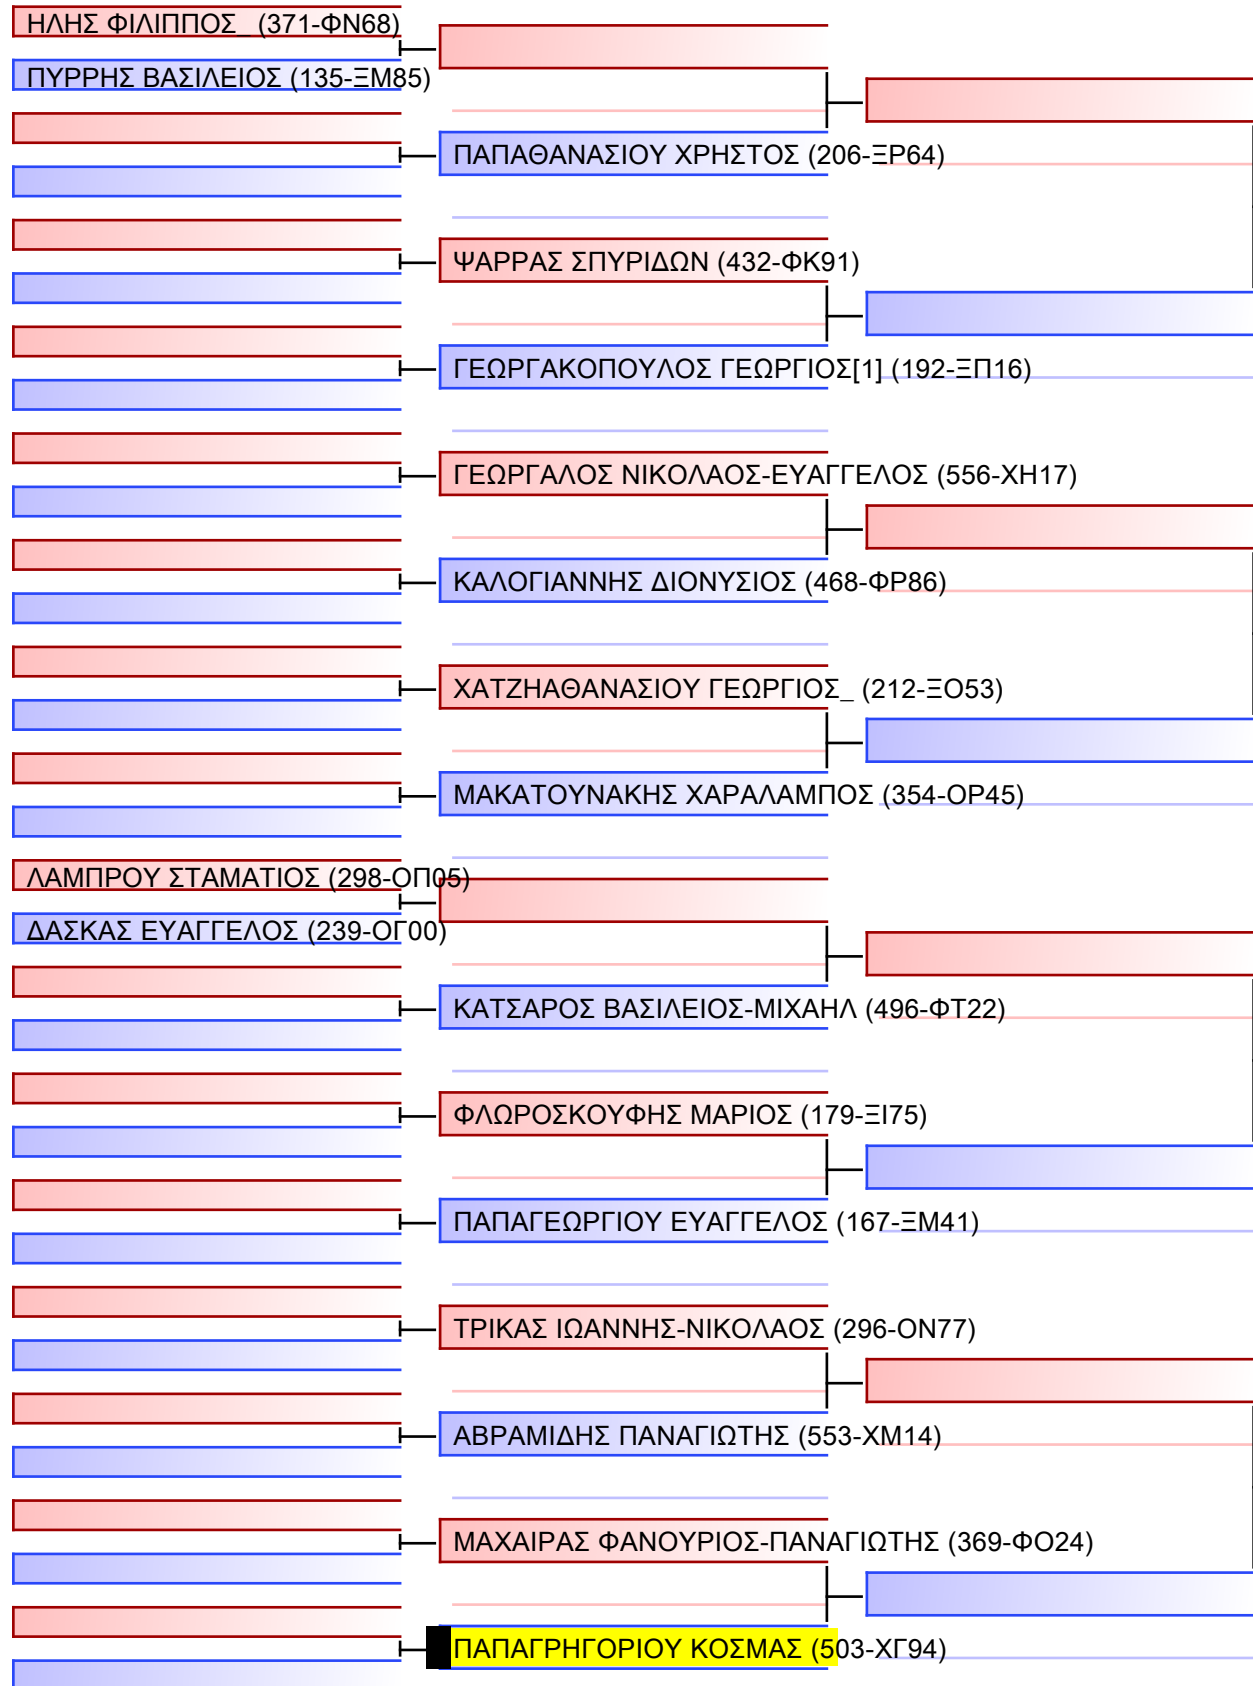 ΗΛΗΣ ΦΙΛΙΠΠΟΣ_ (371-ΦΝ68)
ΠΥΡΡΗΣ ΒΑΣΙΛΕΙΟΣ (135-ΞΜ85)
ΠΑΠΑΘΑΝΑΣΙΟΥ ΧΡΗΣΤΟΣ (206-ΞΡ64)
ΨΑΡΡΑΣ ΣΠΥΡΙΔΩΝ (432-ΦΚ91)
ΓΕΩΡΓΑΚΟΠΟΥΛΟΣ ΓΕΩΡΓΙΟΣ[1] (192-ΞΠ16)
ΓΕΩΡΓΑΛΟΣ ΝΙΚΟΛΑΟΣ-ΕΥΑΓΓΕΛΟΣ (556-ΧΗ17)
ΚΑΛΟΓΙΑΝΝΗΣ ΔΙΟΝΥΣΙΟΣ (468-ΦΡ86)
ΧΑΤΖΗΑΘΑΝΑΣΙΟΥ ΓΕΩΡΓΙΟΣ_ (212-ΞΟ53)
ΜΑΚΑΤΟΥΝΑΚΗΣ ΧΑΡΑΛΑΜΠΟΣ (354-ΟΡ45)
ΛΑΜΠΡΟΥ ΣΤΑΜΑΤΙΟΣ (298-ΟΠ05)
ΔΑΣΚΑΣ ΕΥΑΓΓΕΛΟΣ (239-ΟΓ00)
ΚΑΤΣΑΡΟΣ ΒΑΣΙΛΕΙΟΣ-ΜΙΧΑΗΛ (496-ΦΤ22)
ΦΛΩΡΟΣΚΟΥΦΗΣ ΜΑΡΙΟΣ (179-ΞΙ75)
ΠΑΠΑΓΕΩΡΓΙΟΥ ΕΥΑΓΓΕΛΟΣ (167-ΞΜ41)
ΤΡΙΚΑΣ ΙΩΑΝΝΗΣ-ΝΙΚΟΛΑΟΣ (296-ΟΝ77)
ΑΒΡΑΜΙΔΗΣ ΠΑΝΑΓΙΩΤΗΣ (553-ΧΜ14)
ΜΑΧΑΙΡΑΣ ΦΑΝΟΥΡΙΟΣ-ΠΑΝΑΓΙΩΤΗΣ (369-ΦΟ24)
ΠΑΠΑΓΡΗΓΟΡΙΟΥ ΚΟΣΜΑΣ (503-ΧΓ94)